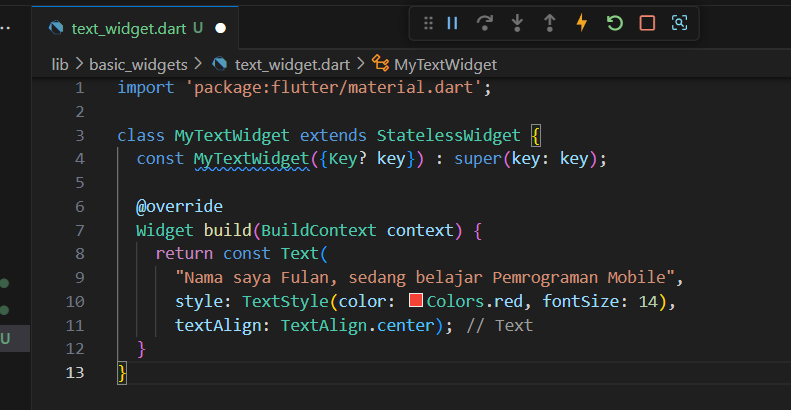 text_widget.dart U
lib > basic_widgets > text_widget.dart > MyTextWidget
1 import 'package:flutter/material.dart';
2
3 class MyTextWidget extends StatelessWidget {
4 const MyTextWidget({Key? key}) : super(key: key);
5
6 @override
7 Widget build(BuildContext context) {
8 return const Text(
9 "Nama saya Fulan, sedang belajar Pemrograman Mobile",
10 style: TextStyle(color: Colors.red, fontSize: 14),
U 11 textAlign: TextAlign.center); // Text
12 }
13 }